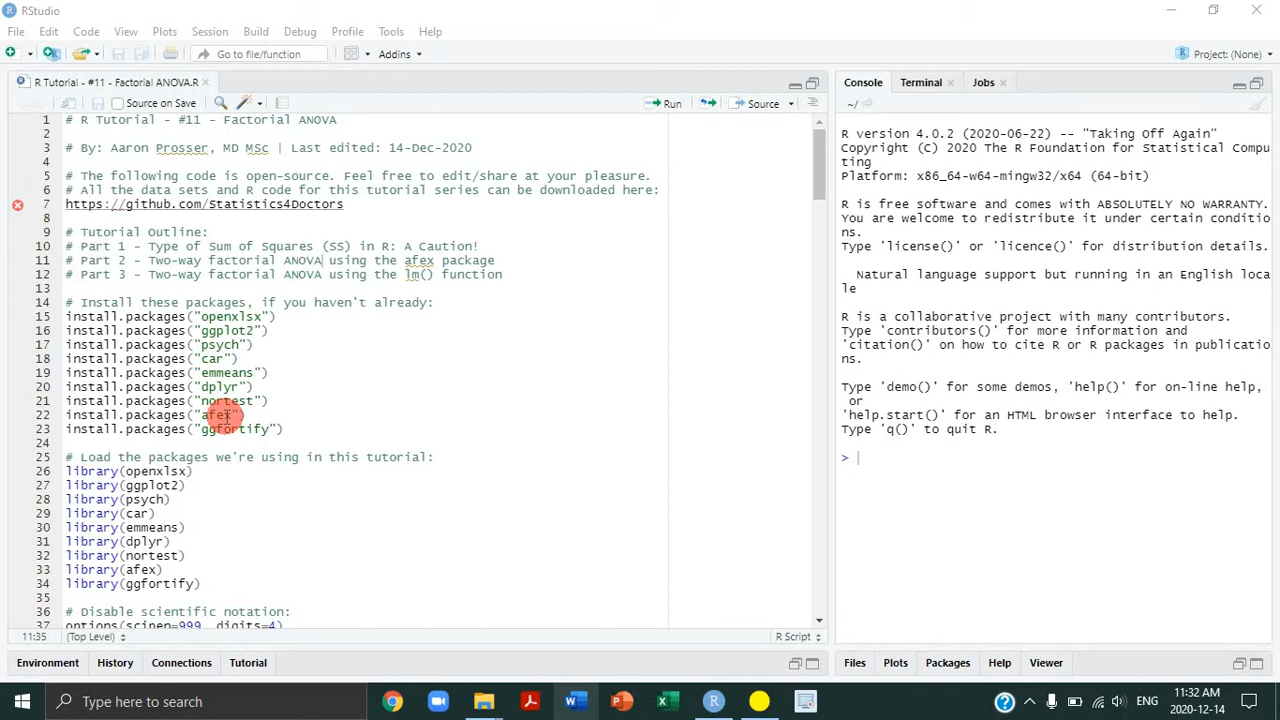 RStudio
File Edit Code View Plots Session Build Debug Profile Tools Help
Go to file/function Addins Project: (None)
R Tutorial - #11 - Factorial ANOVA.R
Source on Save Run Source
1 # R Tutorial - #11 - Factorial ANOVA
2
3 # By: Aaron Prosser, MD MSc | Last edited: 14-Dec-2020
4
5 # The following code is open-source. Feel free to edit/share at your pleasure.
6 # All the data sets and R code for this tutorial series can be downloaded here:
7 https://github.com/Statistics4Doctors
8
9 # Tutorial Outline:
10 # Part 1 - Type of Sum of Squares (SS) in R: A Caution!
11 # Part 2 - Two-way factorial ANOVA using the afex package
12 # Part 3 - Two-way factorial ANOVA using the lm() function
13
14 # Install these packages, if you haven't already:
15 install.packages("openxlsx")
16 install.packages("ggplot2")
17 install.packages("psych")
18 install.packages("car")
19 install.packages("emmeans")
20 install.packages("dplyr")
21 install.packages("nortest")
22 install.packages("afex")
23 install.packages("ggfortify")
24
25 # Load the packages we're using in this tutorial:
26 library(openxlsx)
27 library(ggplot2)
28 library(psych)
29 library(car)
30 library(emmeans)
31 library(dplyr)
32 library(nortest)
33 library(afex)
34 library(ggfortify)
35
36 # Disable scientific notation:
37 options(scipen=999, digits=4)
11:35 (Top Level) R Script
Environment History Connections Tutorial
Console Terminal Jobs
~/
R version 4.0.2 (2020-06-22) -- "Taking Off Again"
Copyright (C) 2020 The R Foundation for Statistical Compu
ting
Platform: x86_64-w64-mingw32/x64 (64-bit)
R is free software and comes with ABSOLUTELY NO WARRANTY.
You are welcome to redistribute it under certain conditio
ns.
Type 'license()' or 'licence()' for distribution details.
Natural language support but running in an English loca
le
R is a collaborative project with many contributors.
Type 'contributors()' for more information and
'citation()' on how to cite R or R packages in publicatio
ns.
Type 'demo()' for some demos, 'help()' for on-line help,
or
'help.start()' for an HTML browser interface to help.
Type 'q()' to quit R.
>
Files Plots Packages Help Viewer
Type here to search
ENG
11:32 AM
2020-12-14